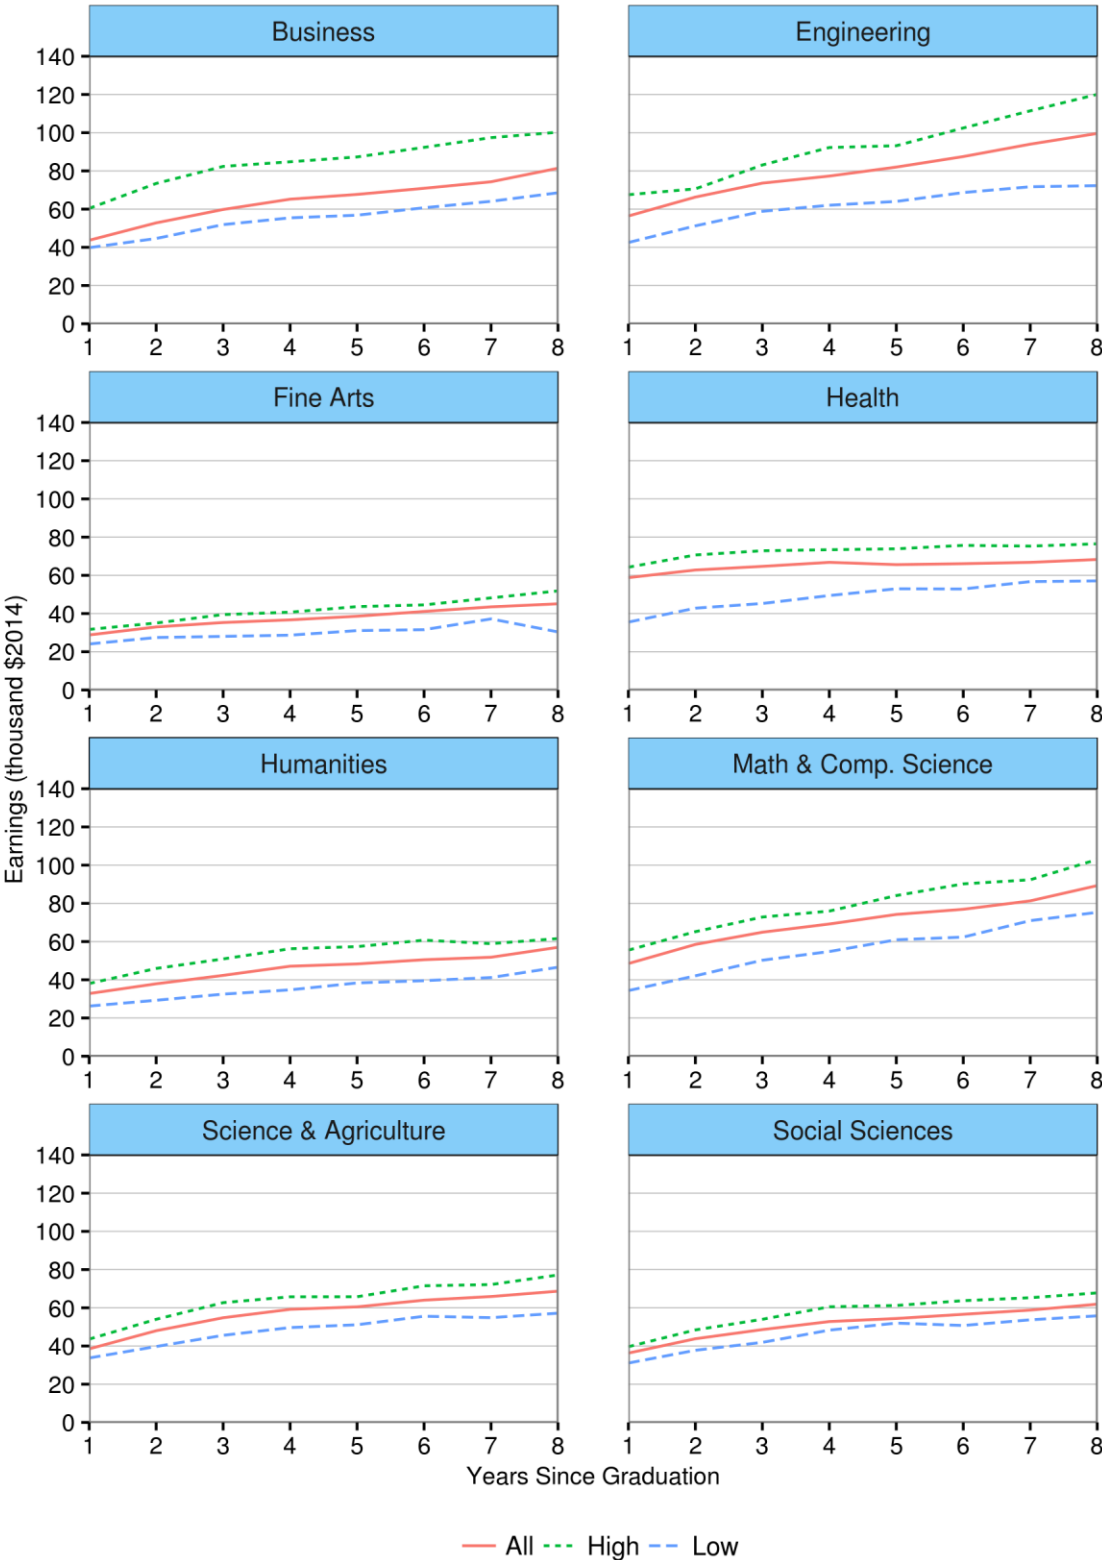 Business
Engineering
140
120
100
80
60
40
20
0
1 2 3 4 5 6 7 8
1 2 3 4 5 6 7 8
Fine Arts
Health
140
120
100
80
60
40
20
0
1 2 3 4 5 6 7 8
1 2 3 4 5 6 7 8
Earnings (thousand $2014)
Humanities
Math & Comp. Science
140
120
100
80
60
40
20
0
1 2 3 4 5 6 7 8
1 2 3 4 5 6 7 8
Science & Agriculture
Social Sciences
140
120
100
80
60
40
20
0
1 2 3 4 5 6 7 8
1 2 3 4 5 6 7 8
Years Since Graduation
All High Low